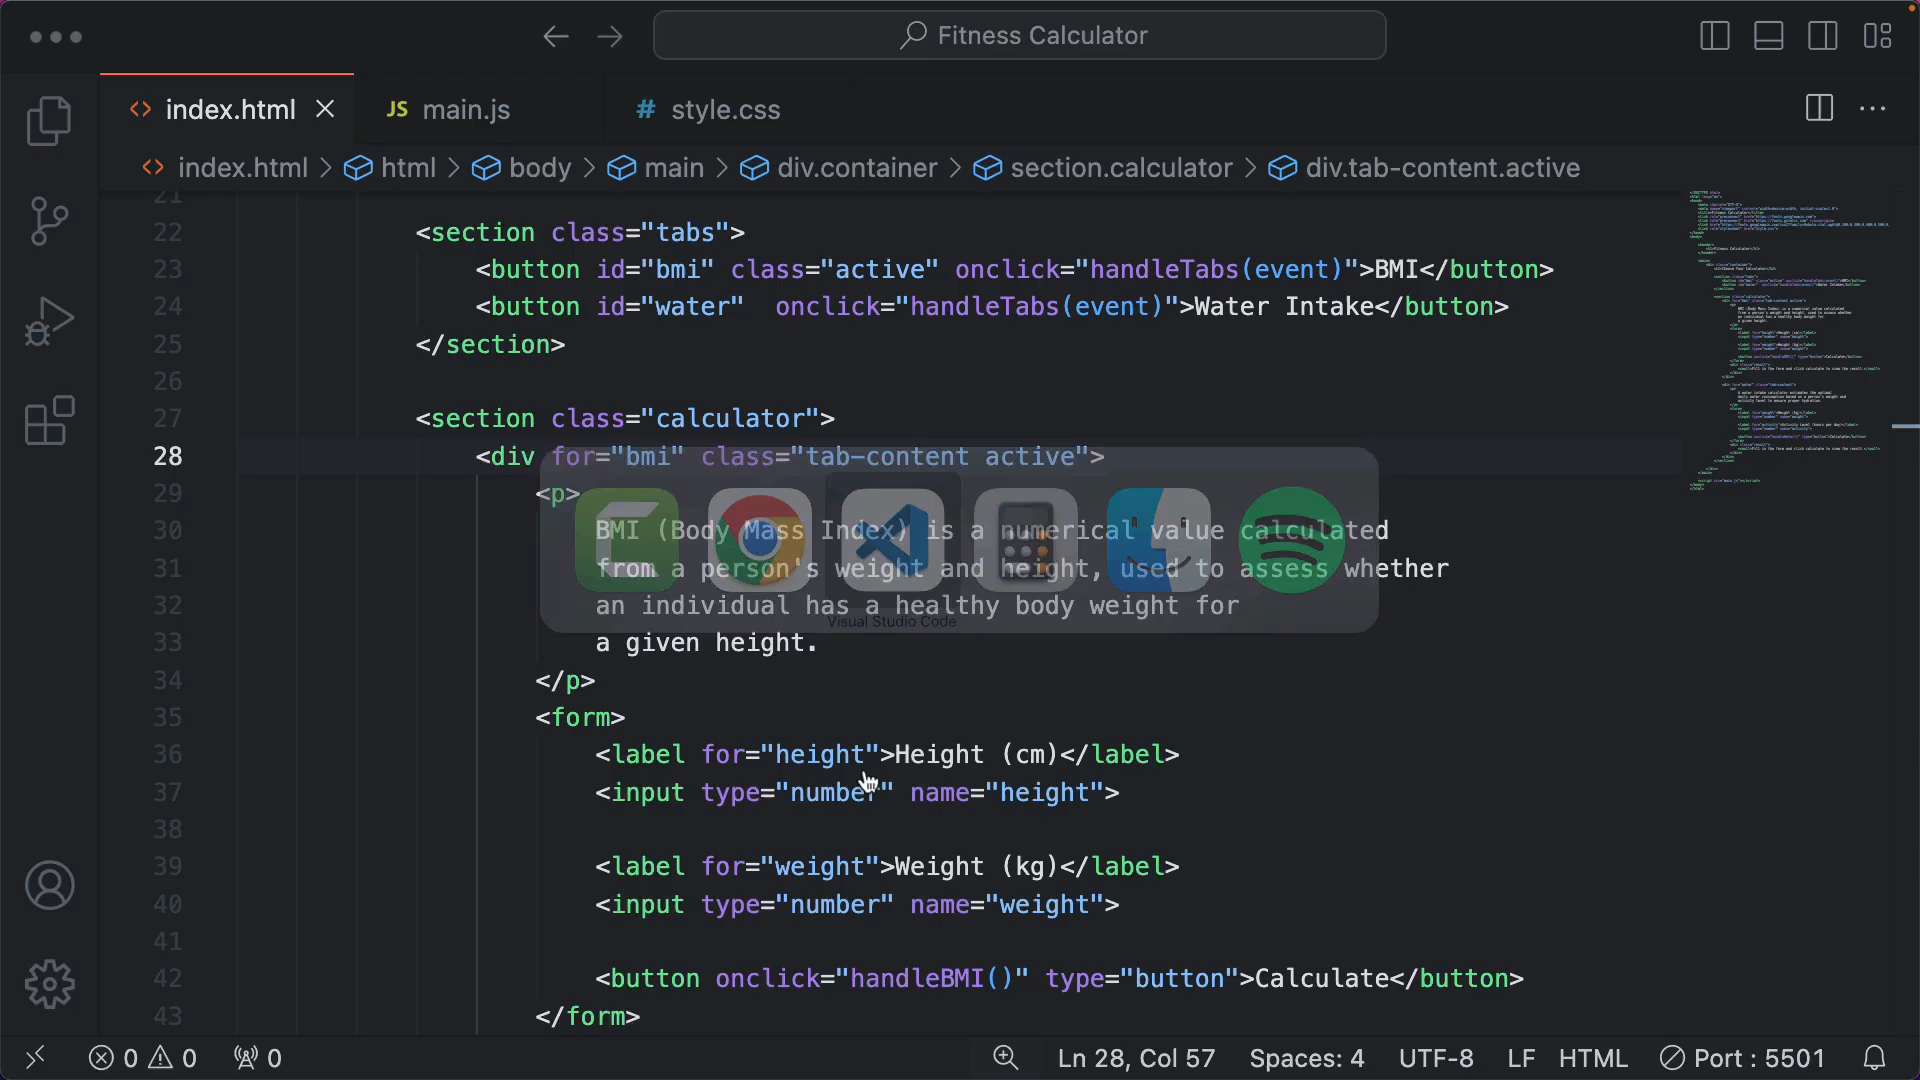 Fitness Calculator
index.html
JS main.js
# style.css
index.html > html > body > main > div.container > section.calculator > div.tab-content.active
21
22 <section class="tabs">
23 <button id="bmi" class="active" onclick="handleTabs(event)">BMI</button>
24 <button id="water"  onclick="handleTabs(event)">Water Intake</button>
25 </section>
26
27 <section class="calculator">
28 <div for="bmi" class="tab-content active">
29 <p>
30 BMI (Body Mass Index) is a numerical value calculated
31 from a person's weight and height, used to assess whether
32 an individual has a healthy body weight for
Visual Studio Code
33 a given height.
34 </p>
35 <form>
36 <label for="height">Height (cm)</label>
37 <input type="number" name="height">
38
39 <label for="weight">Weight (kg)</label>
40 <input type="number" name="weight">
41
42 <button onclick="handleBMI()" type="button">Calculate</button>
43 </form>
0 0 0 Ln 28, Col 57 Spaces: 4 UTF-8 LF HTML Port : 5501